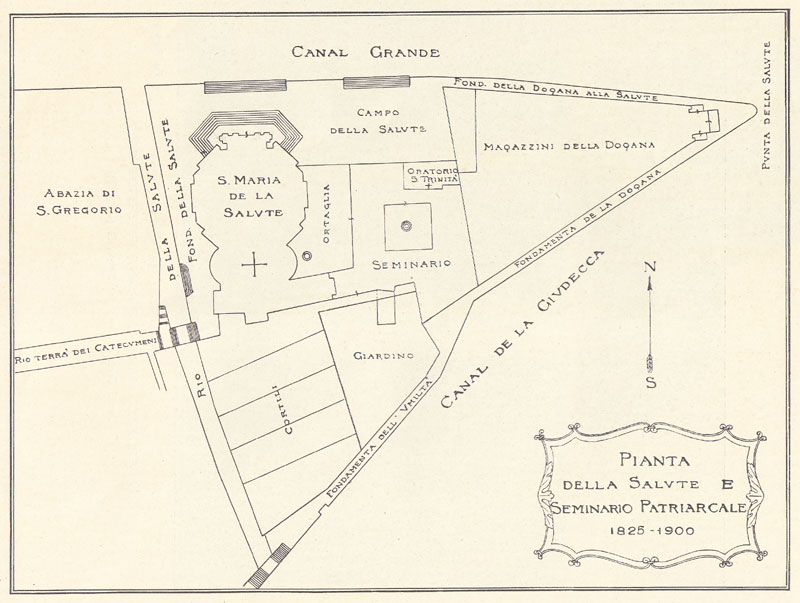 CANAL GRANDE
FOND. DELLA DOGANA ALLA SALVTE
PVNTA DELLA SALVTE
CAMPO
DELLA SALVTE
MAGAZZINI DELLA DOGANA
ABAZIA DI
S. GREGORIO
DELLA SALVTE
FOND. DELLA SALVTE
S. MARIA
DE LA
SALVTE
ORTAGLIA
ORATORIO
S. TRINITÀ
SEMINARIO
FONDAMENTA DE LA DOGANA
CANAL DE LA GIVDECCA
N
S
RIO TERRÀ DEI CATECVMENI
RIO
CORTILI
GIARDINO
FONDAMENTA DELL' VMILTÀ
PIANTA
DELLA SALVTE E
SEMINARIO PATRIARCALE
1825-1900